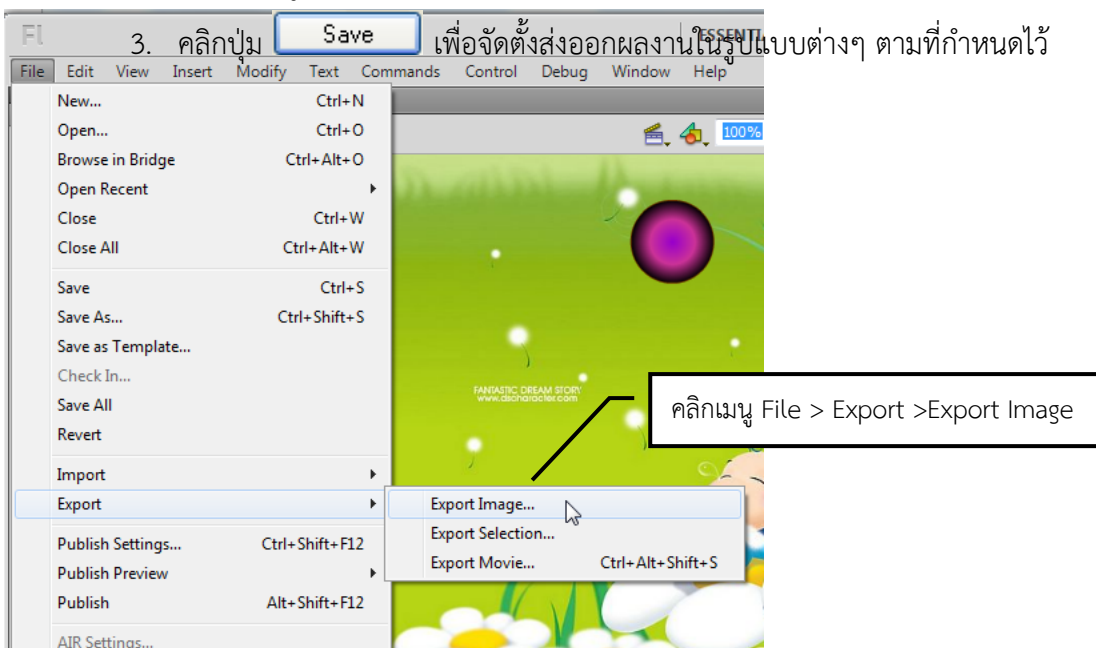 Fl
3. คลิกปุ่ม Save เพื่อจัดตั้งส่งออกผลงานในรูปแบบต่างๆ ตามที่กำหนดไว้
File Edit View Insert Modify Text Commands Control Debug Window Help
New... Ctrl+N
Open... Ctrl+O
100%
Browse in Bridge Ctrl+Alt+O
Open Recent
Close Ctrl+W
Close All Ctrl+Alt+W
Save Ctrl+S
Save As... Ctrl+Shift+S
Save as Template...
Check In...
Save All
Revert
FANTASTIC DREAM STORY
www.dscharacter.com
คลิกเมนู File > Export >Export Image
Import
Export
Export Image...
Export Selection...
Export Movie... Ctrl+Alt+Shift+S
Publish Settings... Ctrl+Shift+F12
Publish Preview
Publish Alt+Shift+F12
AIR Settings...